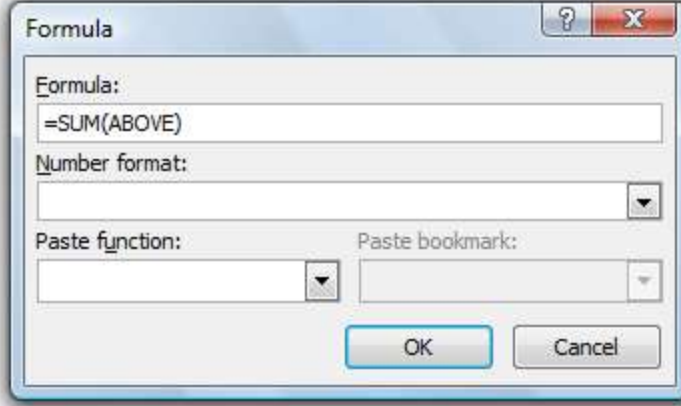 Formula
Formula:
=SUM(ABOVE)
Number format:
Paste function: Paste bookmark:
OK Cancel